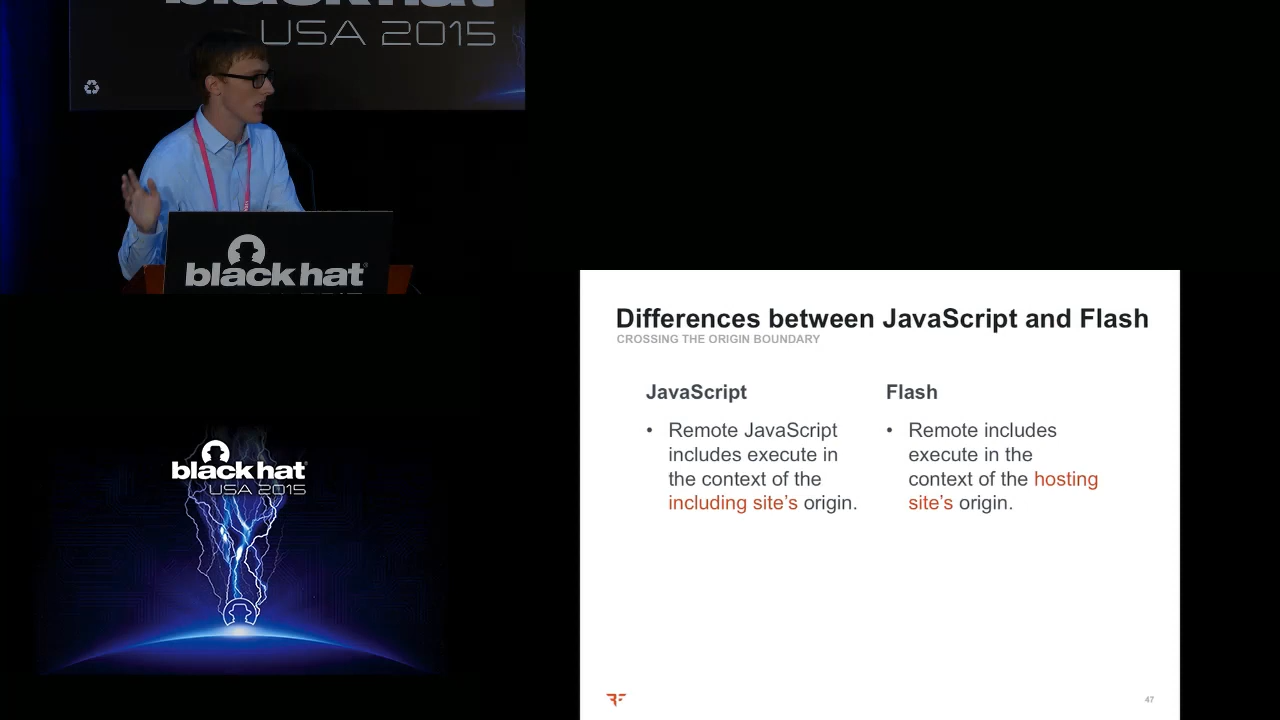 black hat
USA 2015
black hat
Differences between JavaScript and Flash
CROSSING THE ORIGIN BOUNDARY
JavaScript
• Remote JavaScript
includes execute in
the context of the
including site's origin.
Flash
• Remote includes
execute in the
context of the hosting
site's origin.
black hat
USA 2015
47